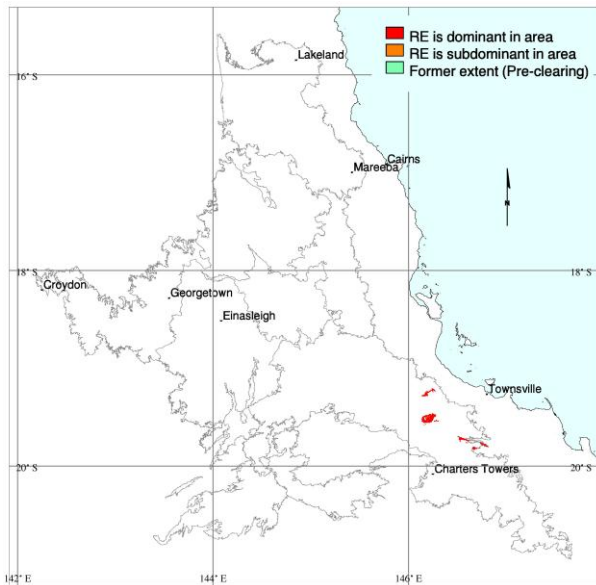 RE is dominant in area
RE is subdominant in area
Former extent (Pre-clearing)
Lakeland
16° S
Cairns
Mareeba
N
18° S
18° S
Croydon
Georgetown
Einasleigh
Townsville
20° S
Charters Towers
20° S
142° E
144°
146°